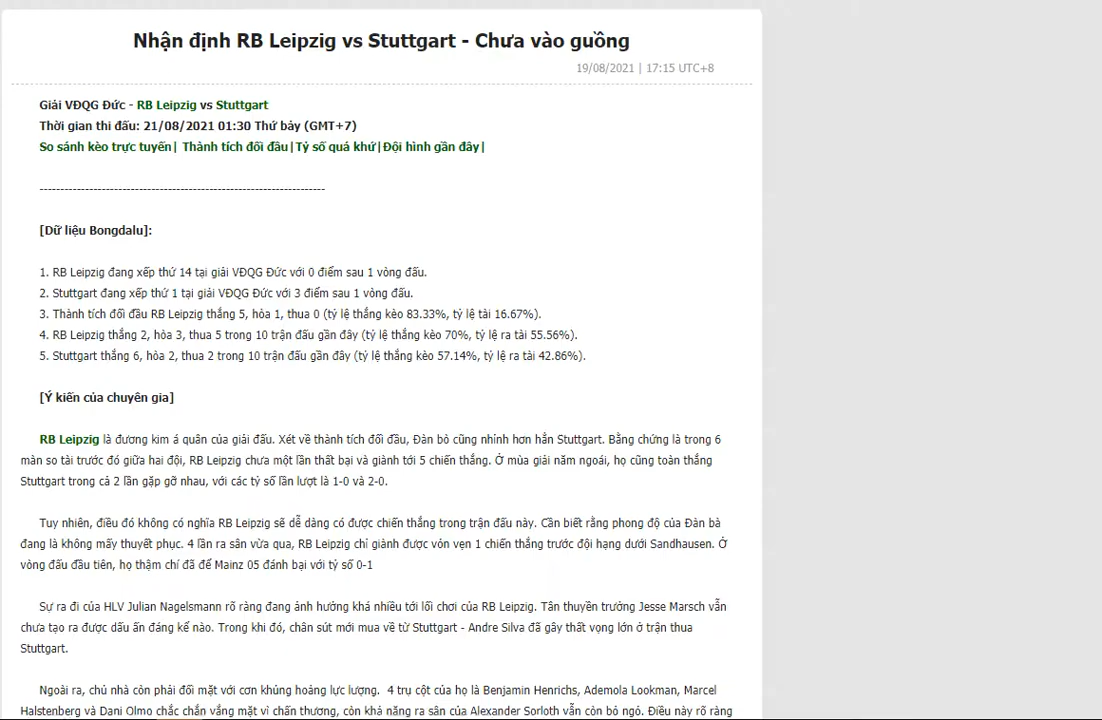 Nhận định RB Leipzig vs Stuttgart - Chưa vào guồng
19/08/2021 | 17:15 UTC+8
Giải VĐQG Đức - RB Leipzig vs Stuttgart
Thời gian thi đấu: 21/08/2021 01:30 Thứ bảy (GMT+7)
So sánh kèo trực tuyến| Thành tích đối đầu|Tỷ số quá khứ|Đội hình gần đây|
--------------------------------------------------------------------
[Dữ liệu Bongdalu]:
1. RB Leipzig đang xếp thứ 14 tại giải VĐQG Đức với 0 điểm sau 1 vòng đấu.
2. Stuttgart đang xếp thứ 1 tại giải VĐQG Đức với 3 điểm sau 1 vòng đấu.
3. Thành tích đối đầu RB Leipzig thắng 5, hòa 1, thua 0 (tỷ lệ thắng kèo 83.33%, tỷ lệ tài 16.67%).
4. RB Leipzig thắng 2, hòa 3, thua 5 trong 10 trận đấu gần đây (tỷ lệ thắng kèo 70%, tỷ lệ ra tài 55.56%).
5. Stuttgart thắng 6, hòa 2, thua 2 trong 10 trận đấu gần đây (tỷ lệ thắng kèo 57.14%, tỷ lệ ra tài 42.86%).
[Ý kiến của chuyên gia]
RB Leipzig là đương kim á quân của giải đấu. Xét về thành tích đối đầu, Đàn bò cũng nhỉnh hơn hẳn Stuttgart. Bằng chứng là trong 6
màn so tài trước đó giữa hai đội, RB Leipzig chưa một lần thất bại và giành tới 5 chiến thắng. Ở mùa giải năm ngoái, họ cũng toàn thắng
Stuttgart trong cả 2 lần gặp gỡ nhau, với các tỷ số lần lượt là 1-0 và 2-0.
Tuy nhiên, điều đó không có nghĩa RB Leipzig sẽ dễ dàng có được chiến thắng trong trận đấu này. Cần biết rằng phong độ của Đàn bà
đang là không mấy thuyết phục. 4 lần ra sân vừa qua, RB Leipzig chỉ giành được vỏn vẹn 1 chiến thắng trước đội hạng dưới Sandhausen. Ở
vòng đấu đầu tiên, họ thậm chí đã để Mainz 05 đánh bại với tỷ số 0-1
Sự ra đi của HLV Julian Nagelsmann rõ ràng đang ảnh hưởng khá nhiều tới lối chơi của RB Leipzig. Tân thuyền trưởng Jesse Marsch vẫn
chưa tạo ra được dấu ấn đáng kể nào. Trong khi đó, chân sút mới mua về từ Stuttgart - Andre Silva đã gây thất vọng lớn ở trận thua
Stuttgart.
Ngoài ra, chủ nhà còn phải đối mặt với cơn khủng hoảng lực lượng. 4 trụ cột của họ là Benjamin Henrichs, Ademola Lookman, Marcel
Halstenberg và Dani Olmo chắc chắn vắng mặt vì chấn thương, còn khả năng ra sân của Alexander Sorloth vẫn còn bỏ ngỏ. Điều này rõ ràng